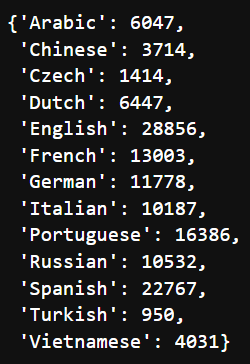 {'Arabic': 6047,
'Chinese': 3714,
'Czech': 1414,
'Dutch': 6447,
'English': 28856,
'French': 13003,
'German': 11778,
'Italian': 10187,
'Portuguese': 16386,
'Russian': 10532,
'Spanish': 22767,
'Turkish': 950,
'Vietnamese': 4031}